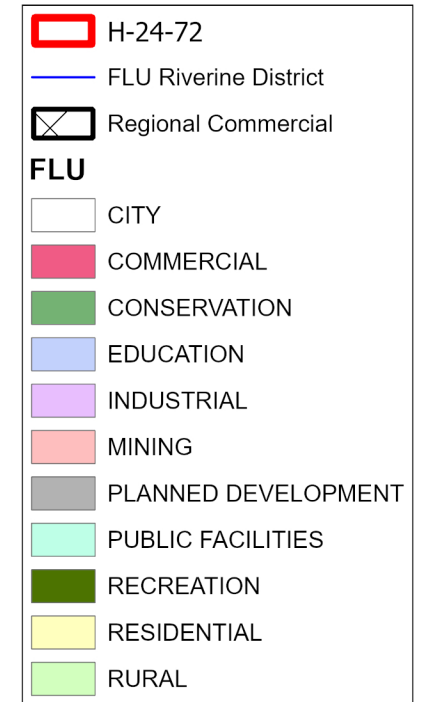 H-24-72
FLU Riverine District
Regional Commercial
FLU
CITY
COMMERCIAL
CONSERVATION
EDUCATION
INDUSTRIAL
MINING
PLANNED DEVELOPMENT
PUBLIC FACILITIES
RECREATION
RESIDENTIAL
RURAL